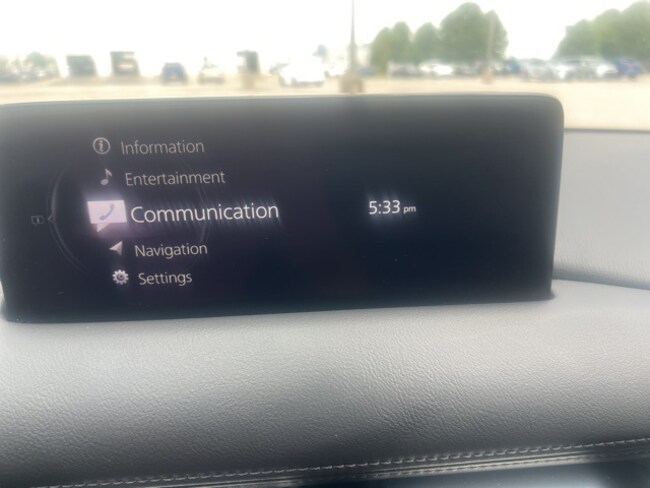 Information
Entertainment
Communication
5:33 pm
Navigation
Settings